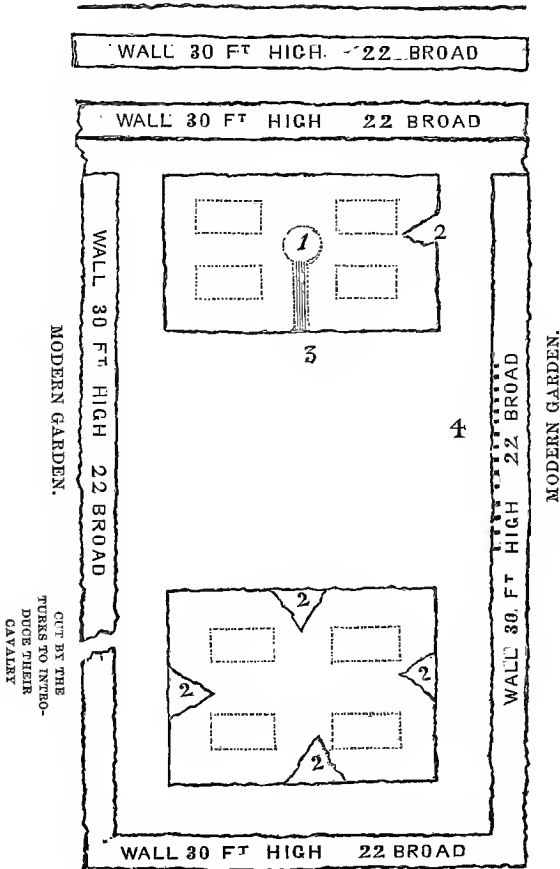 WALL 30 FT HIGH. 22 BROAD
WALL 30 FT HIGH 22 BROAD
1
2
3
4
WALL 30 FT HIGH 22 BROAD
MODERN GARDEN.
WALL 30 FT HIGH 22 BROAD
MODERN GARDEN.
CUT BY THE
TURKS TO INTRO-
DUCE THEIR
CAVALRY
2
2
2
2
WALL 30 FT HIGH 22 BROAD